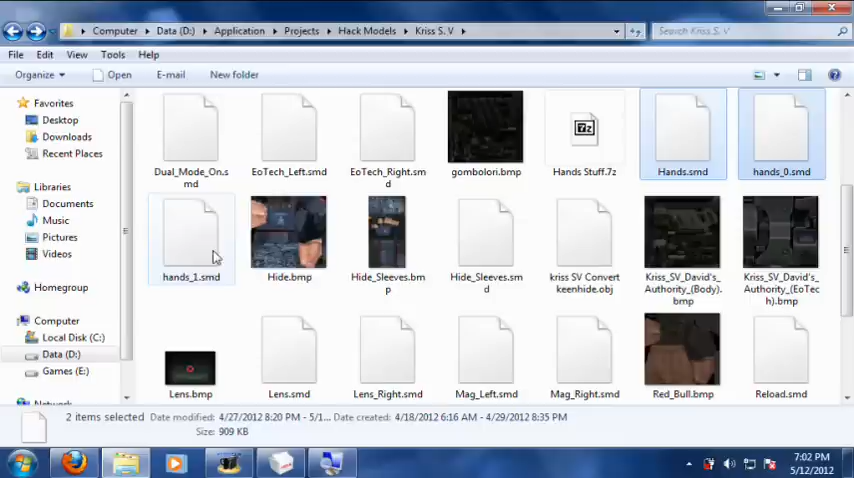 Computer Data (D:) Application Projects Hack Models Kriss S. V Search Kriss S. V
File Edit View Tools Help
Organize Open E-mail New folder
Favorites
Desktop
Downloads
Recent Places
Libraries
Documents
Music
Pictures
Videos
Homegroup
Computer
Local Disk (C:)
Data (D:)
Games (E:)
Network
Dual_Mode_On.s
md
EoTech_Left.smd
EoTech_Right.sm
d
gombolori.bmp
7z
Hands Stuff.7z
Hands.smd
hands_0.smd
hands_1.smd
Hide.bmp
Hide_Sleeves.bm
p
Hide_Sleeves.sm
d
kriss SV Convert
keenhide.obj
Kriss_SV_David's_
Authority_(Body).
bmp
Kriss_SV_David's_
Authority_(EoTec
h).bmp
Lens.bmp
Lens.smd
Lens_Right.smd
Mag_Left.smd
Mag_Right.smd
Red_Bull.bmp
Reload.smd
2 items selected Date modified: 4/27/2012 8:20 PM - 5/1... Date created: 4/18/2012 6:16 AM - 4/29/2012 8:35 PM
Size: 909 KB
7:02 PM
5/12/2012